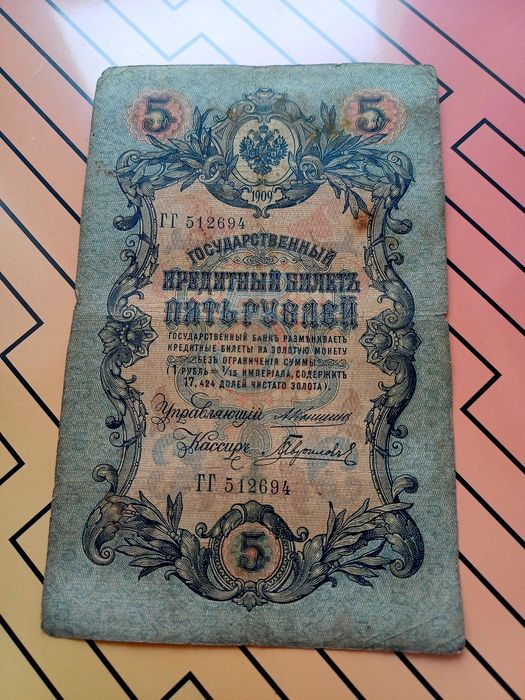 5 5
1909
ГГ 512694
ГОСУДАРСТВЕННЫЙ
КРЕДИТНЫЙ БИЛЕТЪ
ПЯТЬ РУБЛЕЙ
ГОСУДАРСТВЕННЫЙ БАНКЪ РАЗМѢНИВАЕТЪ
КРЕДИТНЫЕ БИЛЕТЫ НА ЗОЛОТУЮ МОНЕТУ
БЕЗЪ ОГРАНИЧЕНІЯ СУММЫ
(1 РУБЛЬ = 1/15 ИМПЕРІАЛА, СОДЕРЖИТЪ
17,424 ДОЛЕЙ ЧИСТАГО ЗОЛОТА).
Управляющій
Кассиръ
ГГ 512694
5